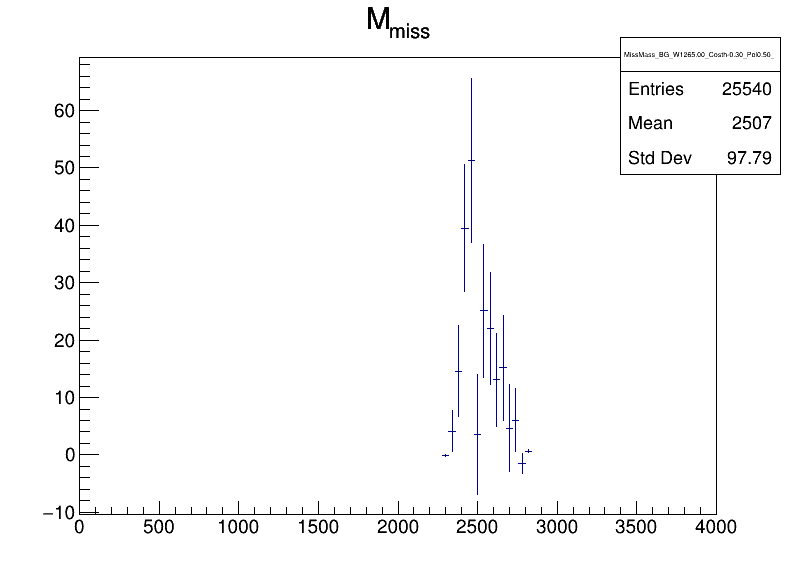 M_miss
MissMass_BG_W1265.00_Costh-0.30_Pol0.50_
Entries 25540
Mean 2507
Std Dev 97.79
60
50
40
30
20
10
0
−10
0 500 1000 1500 2000 2500 3000 3500 4000